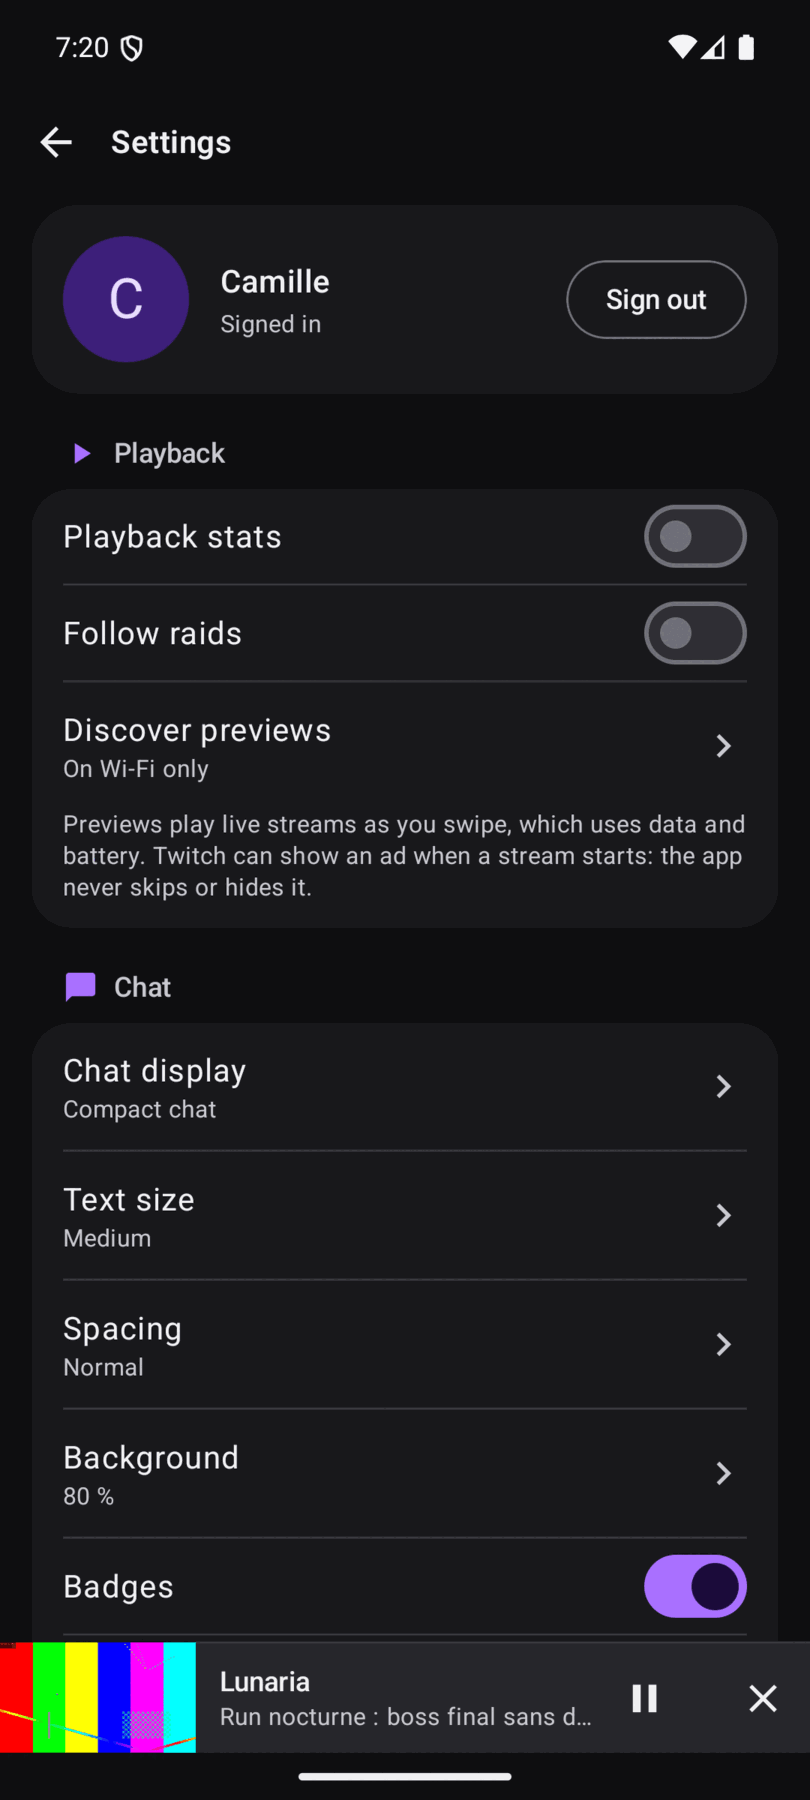 7:20
Settings
C
Camille
Signed in
Sign out
Playback
Playback stats
Follow raids
Discover previews
On Wi-Fi only
Previews play live streams as you swipe, which uses data and
battery. Twitch can show an ad when a stream starts: the app
never skips or hides it.
Chat
Chat display
Compact chat
Text size
Medium
Spacing
Normal
Background
80 %
Badges
Lunaria
Run nocturne : boss final sans d...